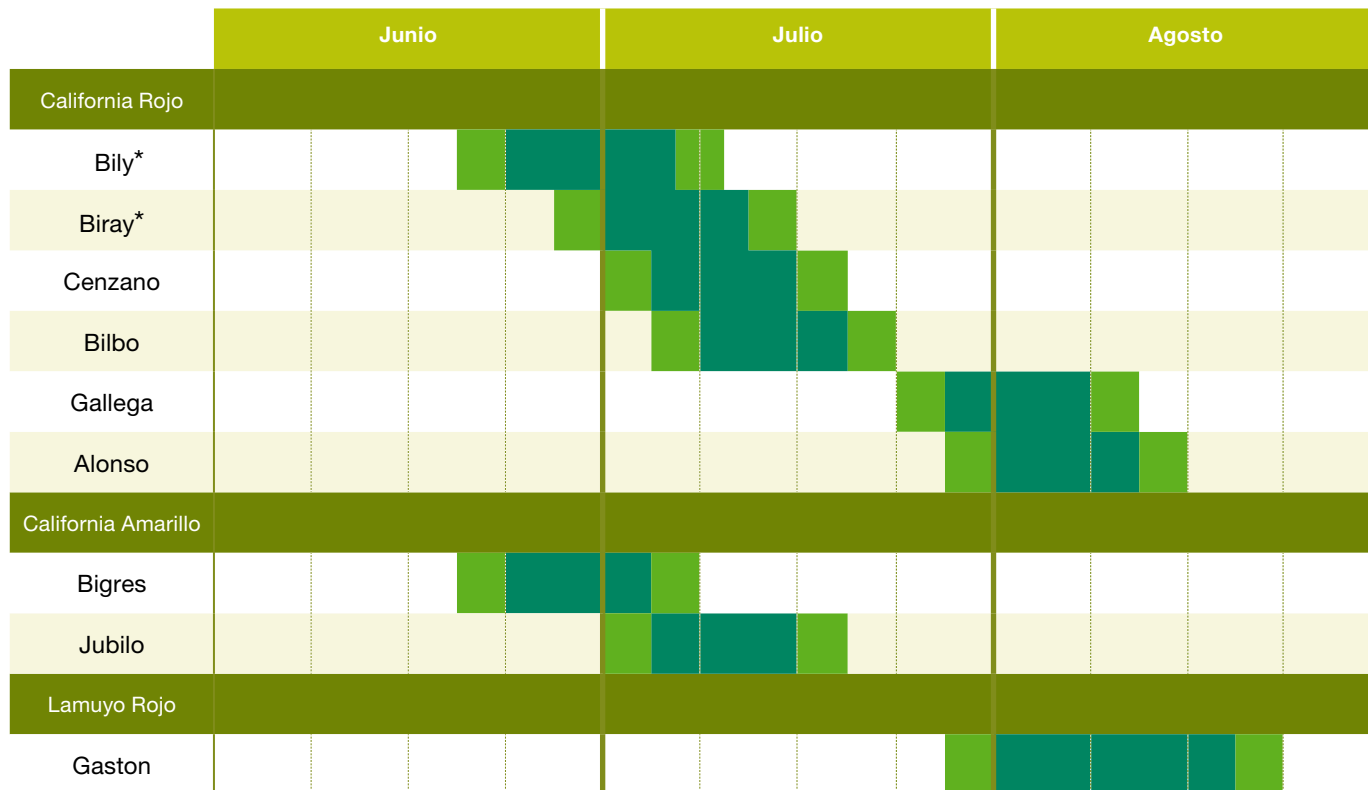 Junio Julio Agosto
California Rojo
Bily*
Biray*
Cenzano
Bilbo
Gallega
Alonso
California Amarillo
Bigres
Jubilo
Lamuyo Rojo
Gaston